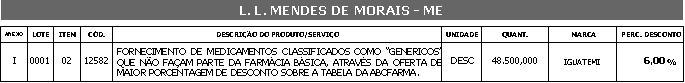 L. L. MENDES DE MORAIS - ME
ANEXO LOTE ITEM CÓD. DESCRIÇÃO DO PRODUTO/SERVIÇO UNIDADE QUANT. MARCA PERC. DESCONTO
I 0001 02 12582 FORNECIMENTO DE MEDICAMENTOS CLASSIFICADOS COMO "GENERICOS" QUE NÃO FAÇAM PARTE DA FARMÁCIA BÁSICA, ATRAVÉS DA OFERTA DE MAIOR PORCENTAGEM DE DESCONTO SOBRE A TABELA DA ABCFARMA. DESC 48.500,000 IGUATEMI 6,00 %